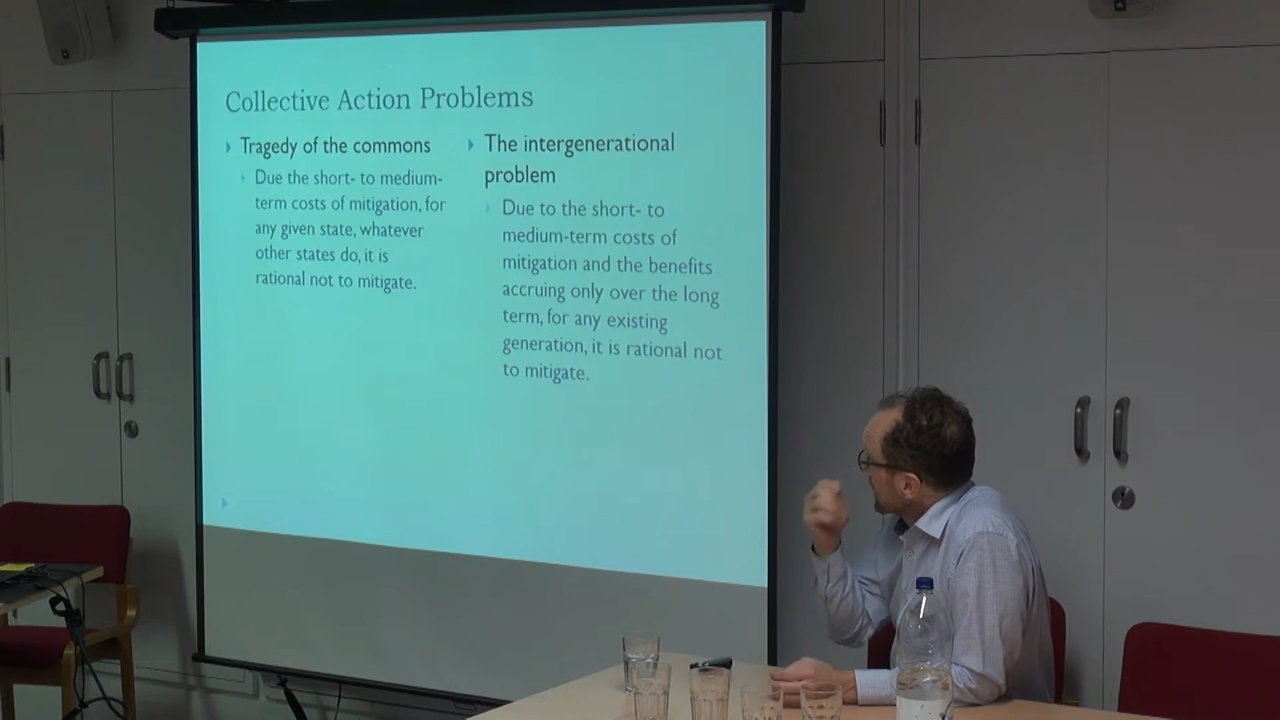 Collective Action Problems
Tragedy of the commons
Due the short- to medium-
term costs of mitigation, for
any given state, whatever
other states do, it is
rational not to mitigate.
The intergenerational
problem
Due to the short- to
medium-term costs of
mitigation and the benefits
accruing only over the long
term, for any existing
generation, it is rational not
to mitigate.